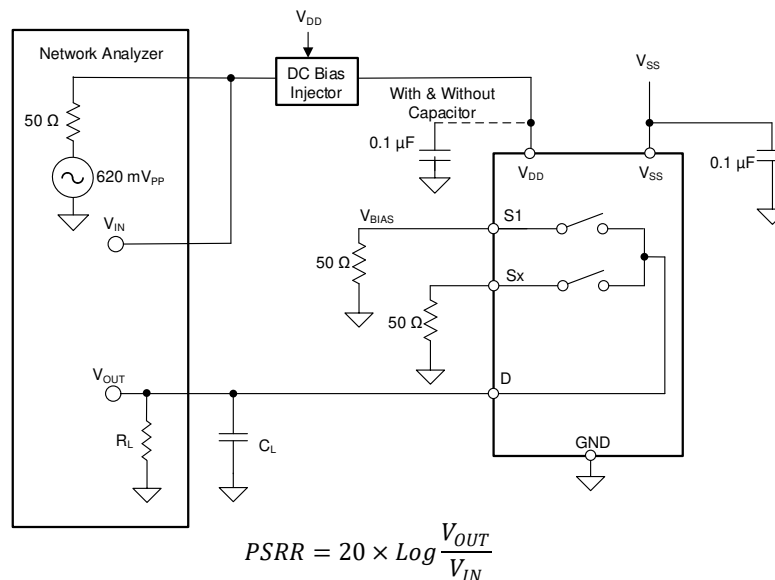 V_DD
Network Analyzer
DC Bias
Injector
V_SS
With & Without
Capacitor
50 Ω
0.1 µF
0.1 µF
620 mV_PP
V_DD
V_SS
V_IN
V_BIAS
S1
50 Ω
Sx
50 Ω
V_OUT
D
R_L
C_L
GND
PSRR = 20 × Log V_OUT / V_IN